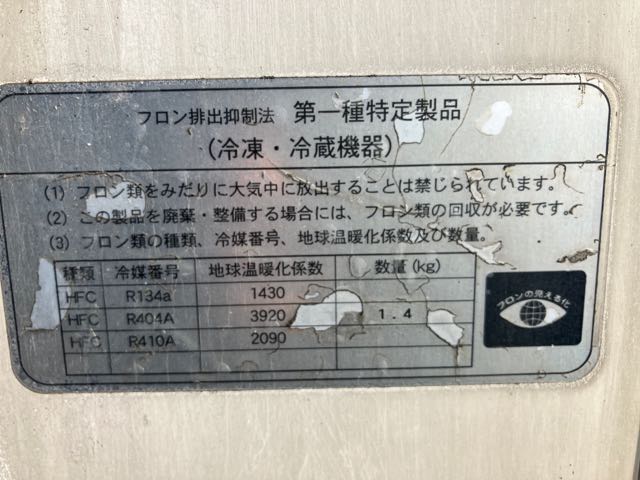 フロン排出抑制法 第一種特定製品
(冷凍・冷蔵機器)
(1) フロン類をみだりに大気中に放出することは禁じられています。
(2) この製品を廃棄・整備する場合には、フロン類の回収が必要です。
(3) フロン類の種類、冷媒番号、地球温暖化係数及び数量。
種類 冷媒番号 地球温暖化係数 数量(kg)
HFC R134a 1430
HFC R404A 3920 1.4
HFC R410A 2090
フロンの見える化